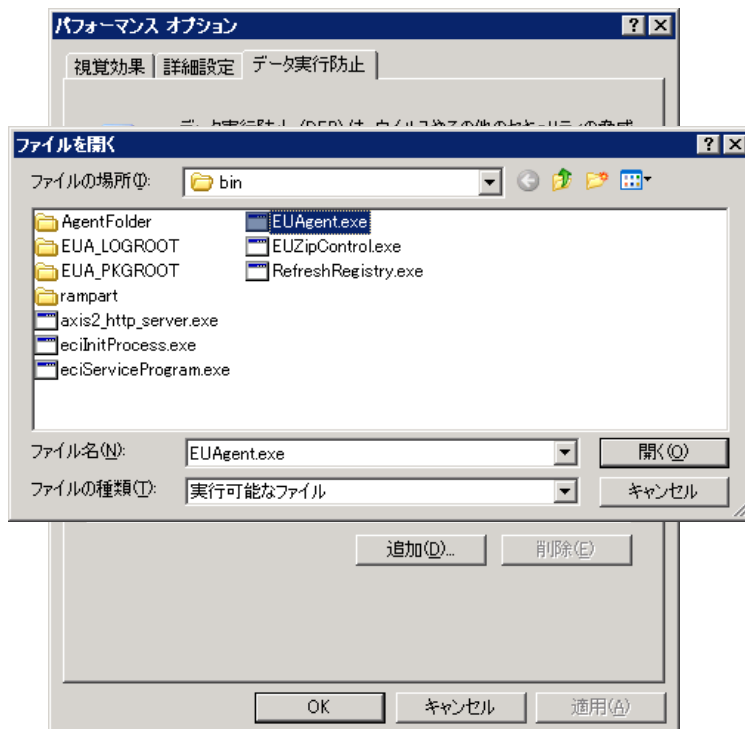 パフォーマンス オプション
視覚効果 詳細設定 データ実行防止
ファイルを開く
ファイルの場所(I): bin
AgentFolder
EUA_LOGROOT
EUA_PKGROOT
rampart
axis2_http_server.exe
eciInitProcess.exe
eciServiceProgram.exe
EUAgent.exe
EUZipControl.exe
RefreshRegistry.exe
ファイル名(N): EUAgent.exe 開く(O)
ファイルの種類(T): 実行可能なファイル キャンセル
追加(D)... 削除(E)
OK キャンセル 適用(A)